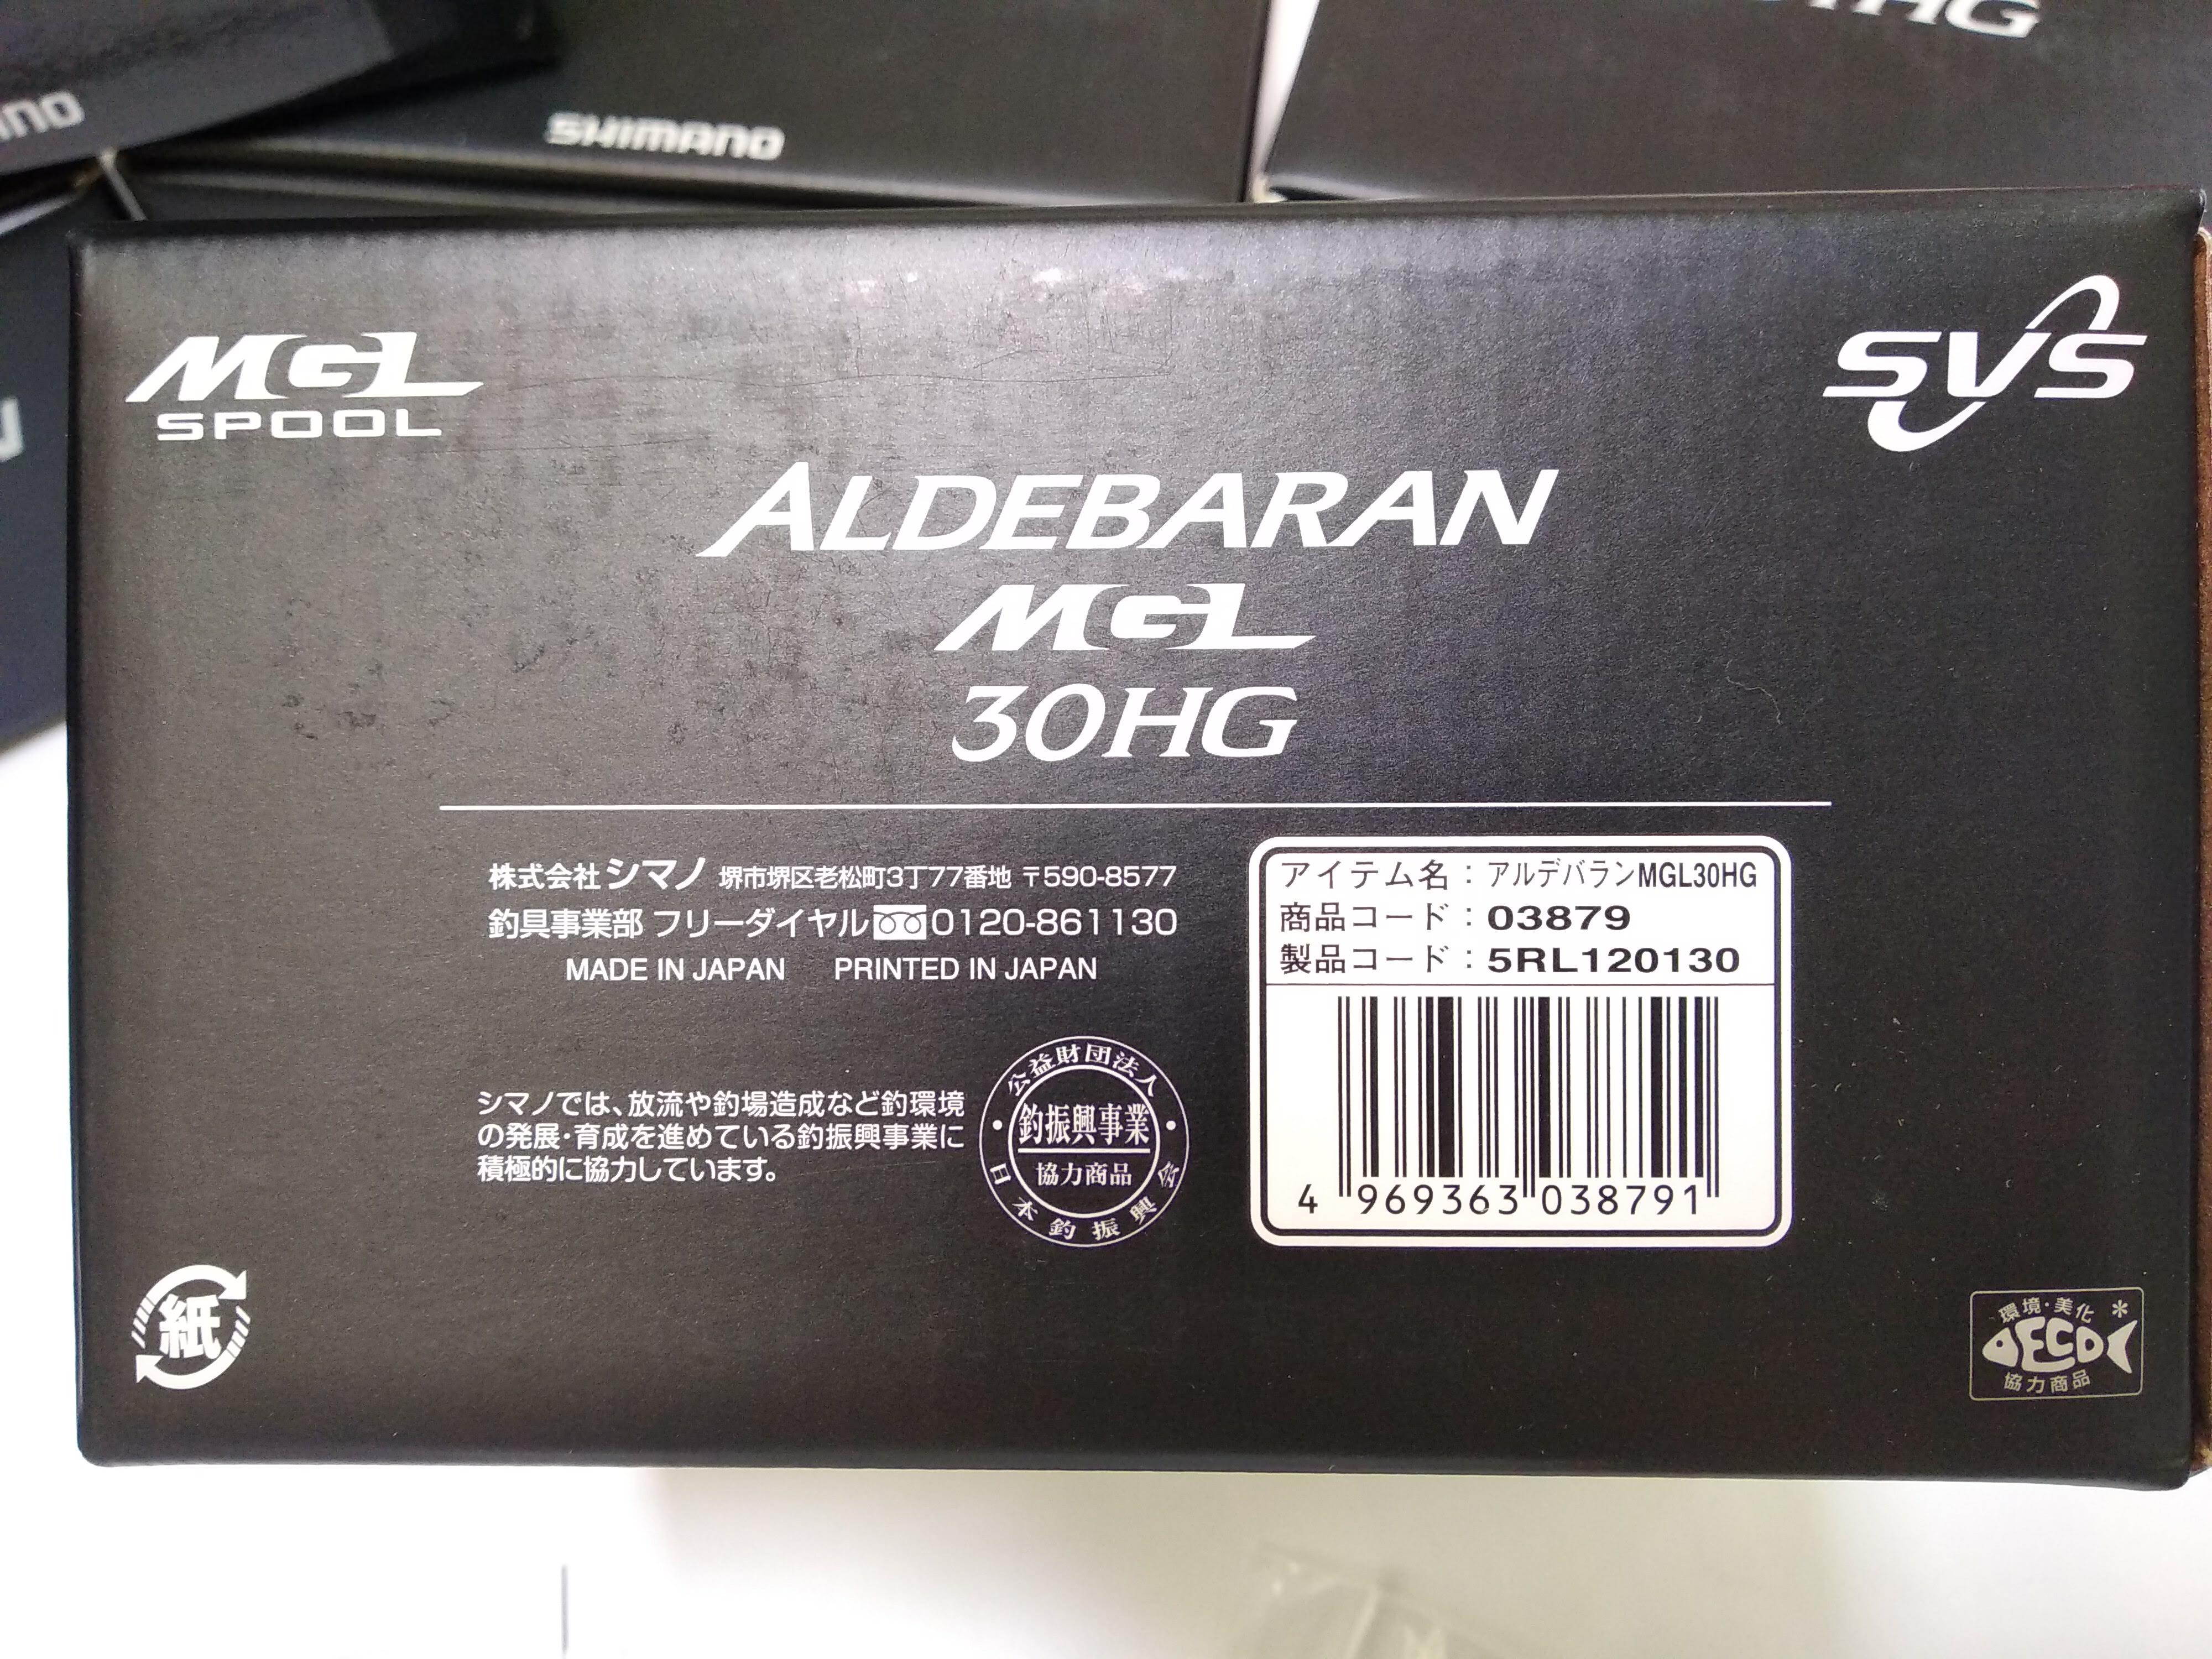 SHIMANO
HG
MGL
SPOOL
SVS
ALDEBARAN
MGL
30HG
株式会社 シマノ 堺市堺区老松町3丁77番地 〒590-8577
釣具事業部 フリーダイヤル 0120-861130
MADE IN JAPAN PRINTED IN JAPAN
アイテム名：アルデバランMGL30HG
商品コード：03879
製品コード：5RL120130
4 969363 038791
シマノでは、放流や釣場造成など釣環境
の発展・育成を進めている釣振興事業に
積極的に協力しています。
公益財団法人
釣振興事業
協力商品
日本釣振興会
紙
環境・美化
ECO
協力商品